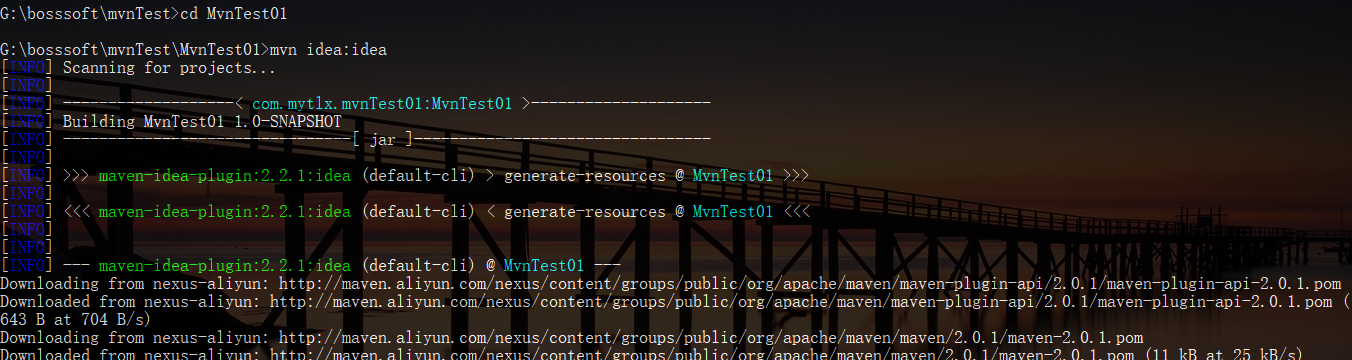 G:\bosssoft\mvnTest>cd MvnTest01
G:\bosssoft\mvnTest\MvnTest01>mvn idea:idea
[INFO] Scanning for projects...
[INFO]
[INFO] -------------------< com.mytlx.mvnTest01:MvnTest01 >--------------------
[INFO] Building MvnTest01 1.0-SNAPSHOT
[INFO] --------------------------------[ jar ]---------------------------------
[INFO]
[INFO] >>> maven-idea-plugin:2.2.1:idea (default-cli) > generate-resources @ MvnTest01 >>>
[INFO]
[INFO] <<< maven-idea-plugin:2.2.1:idea (default-cli) < generate-resources @ MvnTest01 <<<
[INFO]
[INFO]
[INFO] --- maven-idea-plugin:2.2.1:idea (default-cli) @ MvnTest01 ---
Downloading from nexus-aliyun: http://maven.aliyun.com/nexus/content/groups/public/org/apache/maven/maven-plugin-api/2.0.1/maven-plugin-api-2.0.1.pom
Downloaded from nexus-aliyun: http://maven.aliyun.com/nexus/content/groups/public/org/apache/maven/maven-plugin-api/2.0.1/maven-plugin-api-2.0.1.pom (
643 B at 704 B/s)
Downloading from nexus-aliyun: http://maven.aliyun.com/nexus/content/groups/public/org/apache/maven/maven/2.0.1/maven-2.0.1.pom
Downloaded from nexus-aliyun: http://maven.aliyun.com/nexus/content/groups/public/org/apache/maven/maven/2.0.1/maven-2.0.1.pom (11 kB at 25 kB/s)